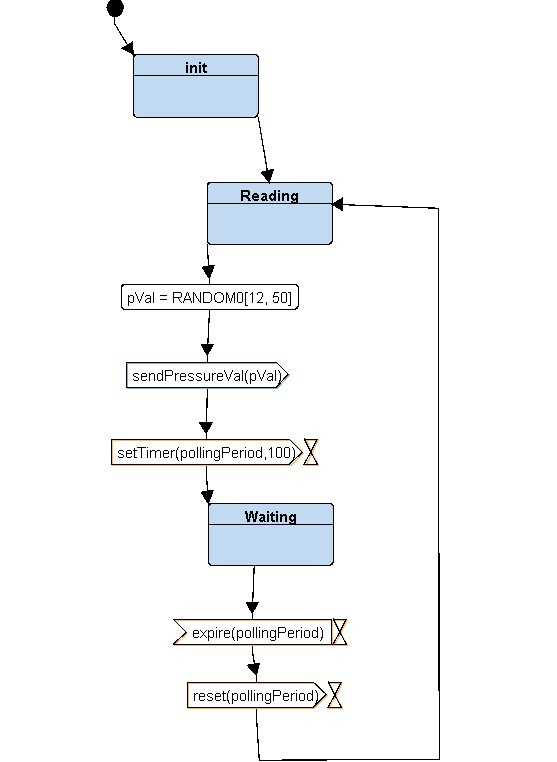 init
Reading
pVal = RANDOM0[12, 50]
sendPressureVal(pVal)
setTimer(pollingPeriod,100)
Waiting
expire(pollingPeriod)
reset(pollingPeriod)